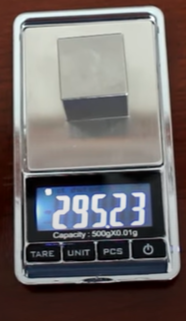 295.23
Capacity : 500gX0.01g
TARE UNIT PCS